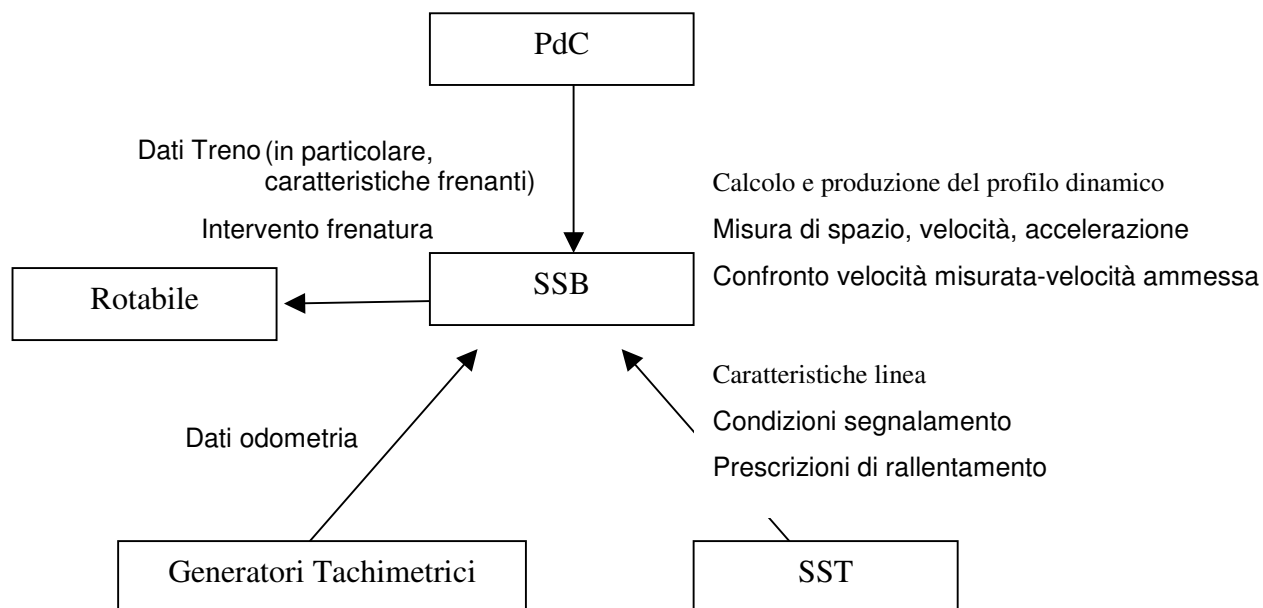 PdC
Dati Treno (in particolare,
caratteristiche frenanti)
Intervento frenatura
Calcolo e produzione del profilo dinamico
Misura di spazio, velocità, accelerazione
Confronto velocità misurata-velocità ammessa
Rotabile
SSB
Caratteristiche linea
Condizioni segnalamento
Prescrizioni di rallentamento
Dati odometria
Generatori Tachimetrici
SST